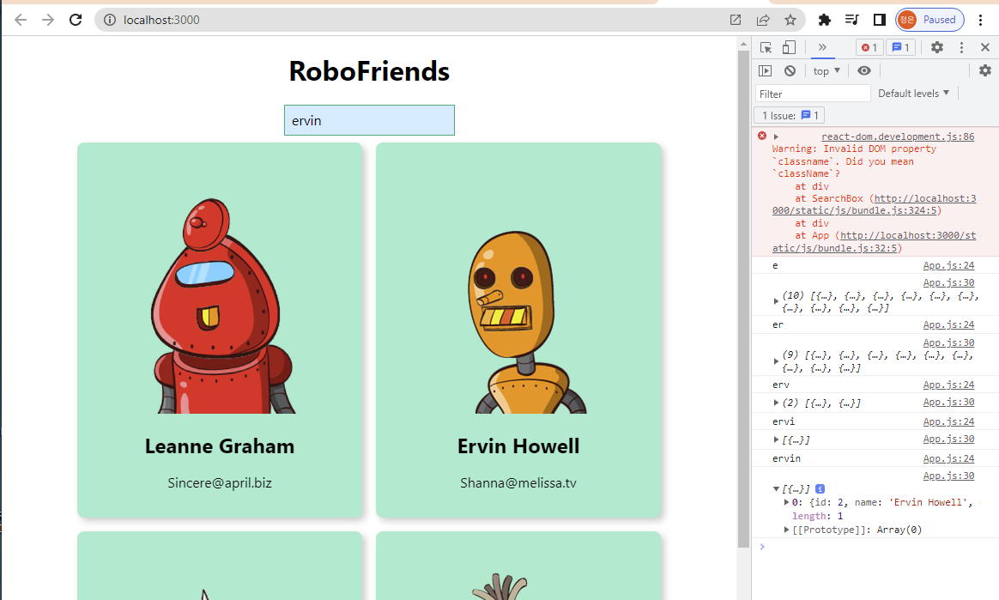 localhost:3000
정은 Paused
RoboFriends
ervin
Leanne Graham
Sincere@april.biz
Ervin Howell
Shanna@melissa.tv
1 1
top
Filter Default levels
1 Issue: 1
react-dom.development.js:86
Warning: Invalid DOM property
`classname`. Did you mean
`className`?
at div
at SearchBox (http://localhost:3
000/static/js/bundle.js:324:5)
at div
at App (http://localhost:3000/st
atic/js/bundle.js:32:5)
e App.js:24
App.js:30
(10) [{…}, {…}, {…}, {…}, {…}, {…},
{…}, {…}, {…}, {…}]
er App.js:24
App.js:30
(9) [{…}, {…}, {…}, {…}, {…}, {…},
{…}, {…}, {…}]
erv App.js:24
(2) [{…}, {…}] App.js:30
ervi App.js:24
[{…}] App.js:30
ervin App.js:24
App.js:30
[{…}]
0: {id: 2, name: 'Ervin Howell',
length: 1
[[Prototype]]: Array(0)